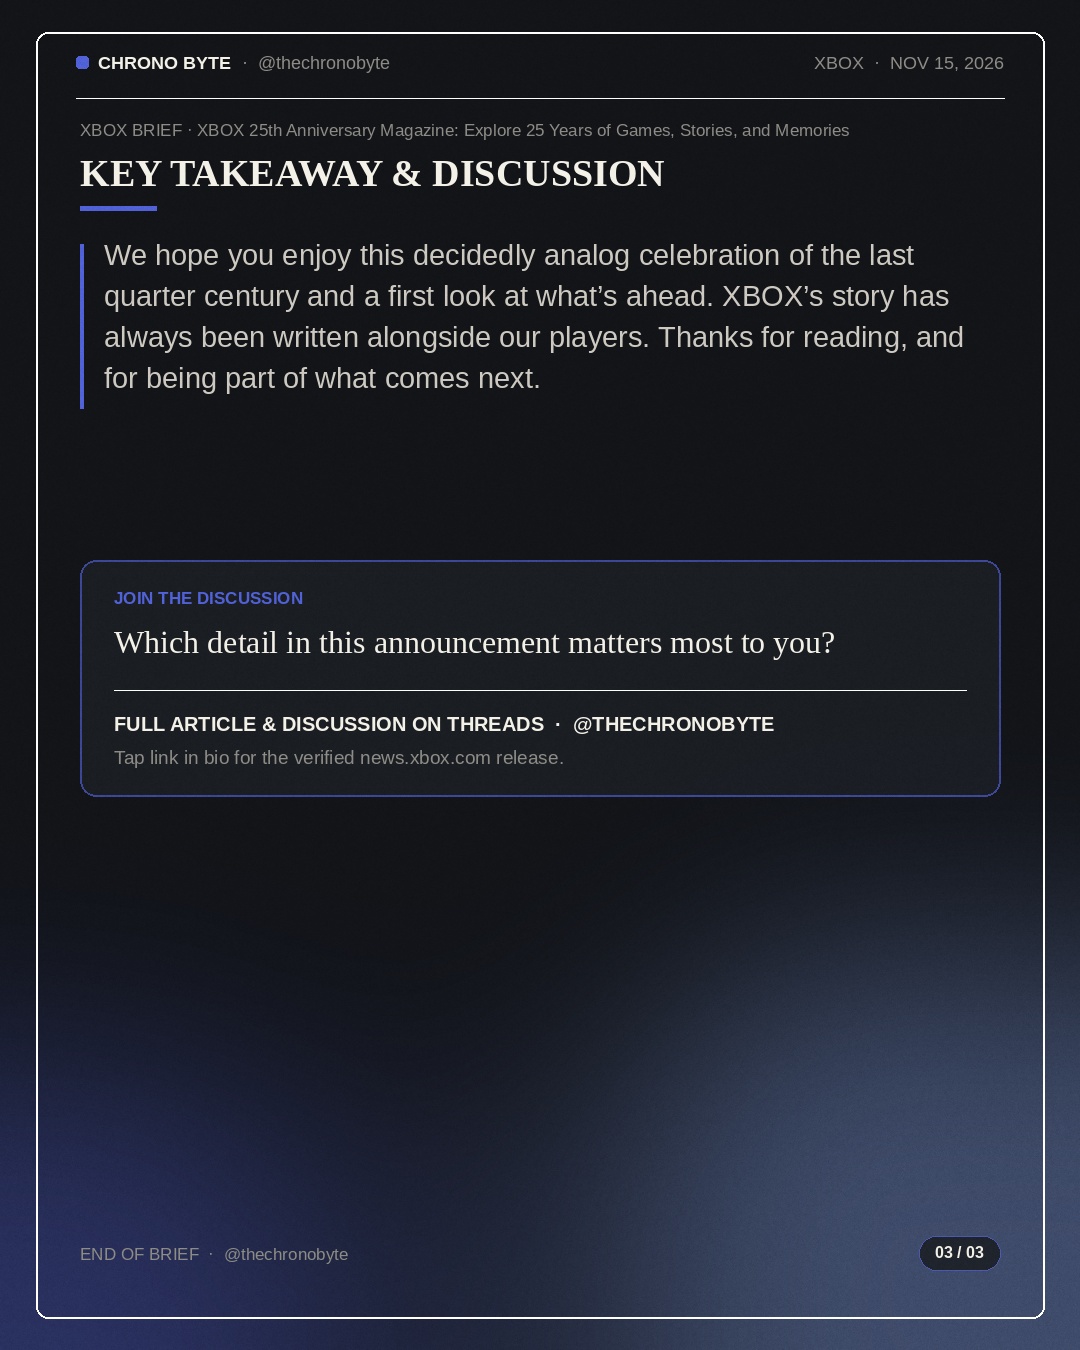 CHRONO BYTE · @thechronobyte
XBOX · NOV 15, 2026
XBOX BRIEF · XBOX 25th Anniversary Magazine: Explore 25 Years of Games, Stories, and Memories
KEY TAKEAWAY & DISCUSSION
We hope you enjoy this decidedly analog celebration of the last
quarter century and a first look at what’s ahead. XBOX’s story has
always been written alongside our players. Thanks for reading, and
for being part of what comes next.
JOIN THE DISCUSSION
Which detail in this announcement matters most to you?
FULL ARTICLE & DISCUSSION ON THREADS · @THECHRONOBYTE
Tap link in bio for the verified news.xbox.com release.
END OF BRIEF · @thechronobyte
03 / 03